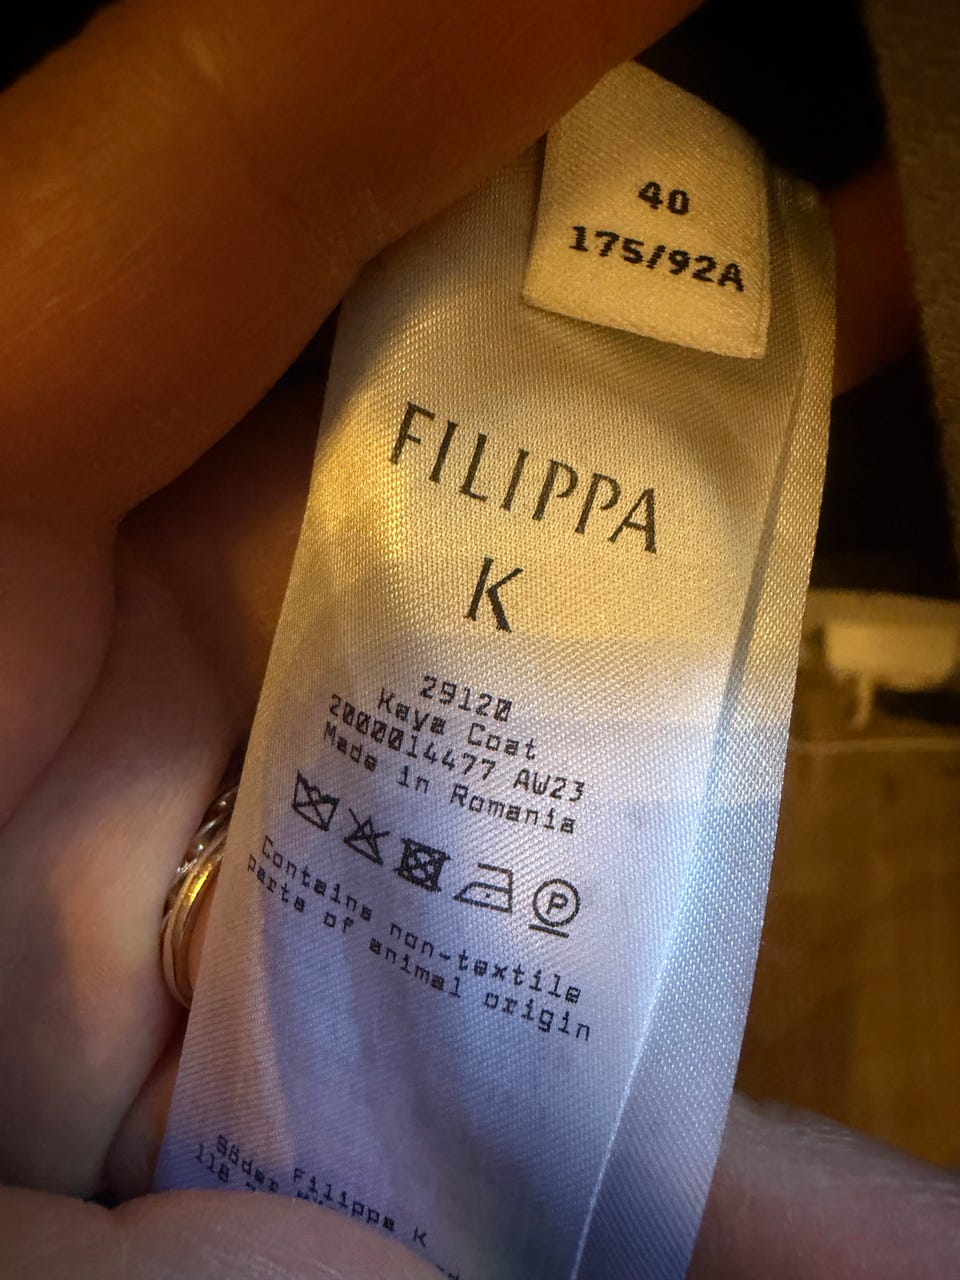 40
175/92A
FILIPPA
K
29120
Kaya Coat
2000014477 AW23
Made in Romania
P
Contains non-textile
parts of animal origin
Filippa K
118